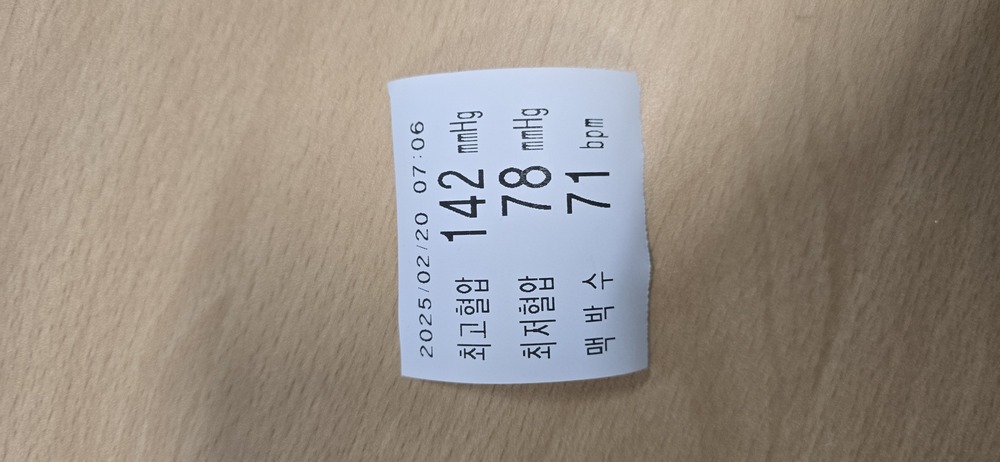 2025/02/20 07:06
최고혈압 142 mmHg
최저혈압 78 mmHg
맥 박 수 71 bpm